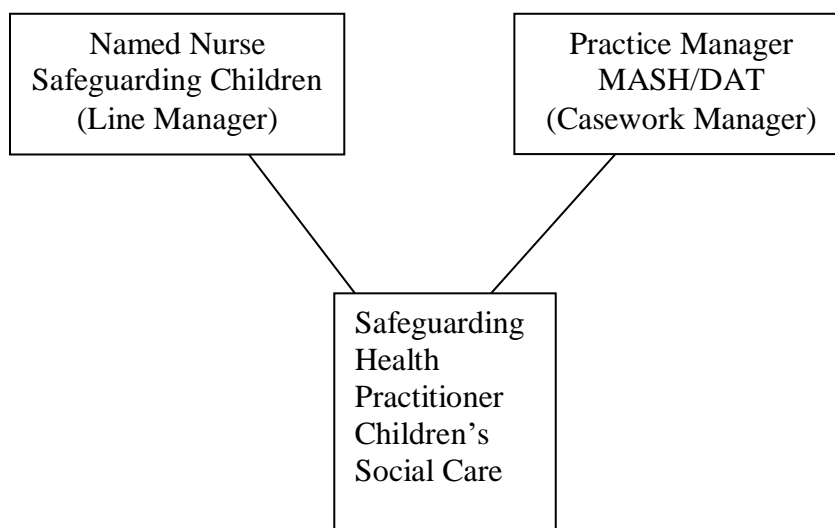 Named Nurse
Safeguarding Children
(Line Manager)
Practice Manager
MASH/DAT
(Casework Manager)
Safeguarding
Health
Practitioner
Children’s
Social Care